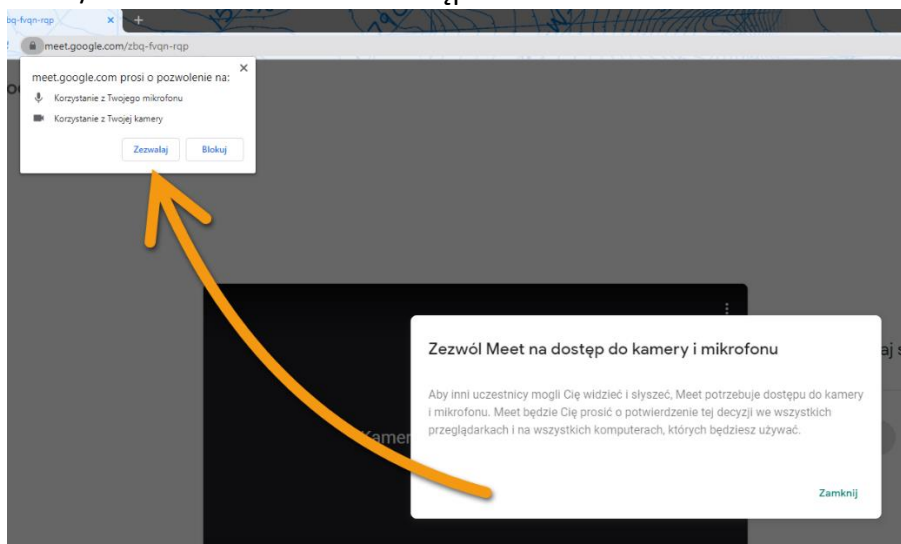 bq-fvqn-rqp
meet.google.com/zbq-fvqn-rqp
meet.google.com prosi o pozwolenie na:
Korzystanie z Twojego mikrofonu
Korzystanie z Twojej kamery
Zezwalaj Blokuj
Zezwól Meet na dostęp do kamery i mikrofonu
Aby inni uczestnicy mogli Cię widzieć i słyszeć, Meet potrzebuje dostępu do kamery
i mikrofonu. Meet będzie Cię prosić o potwierdzenie tej decyzji we wszystkich
przeglądarkach i na wszystkich komputerach, których będziesz używać.
Kamer
Zamknij